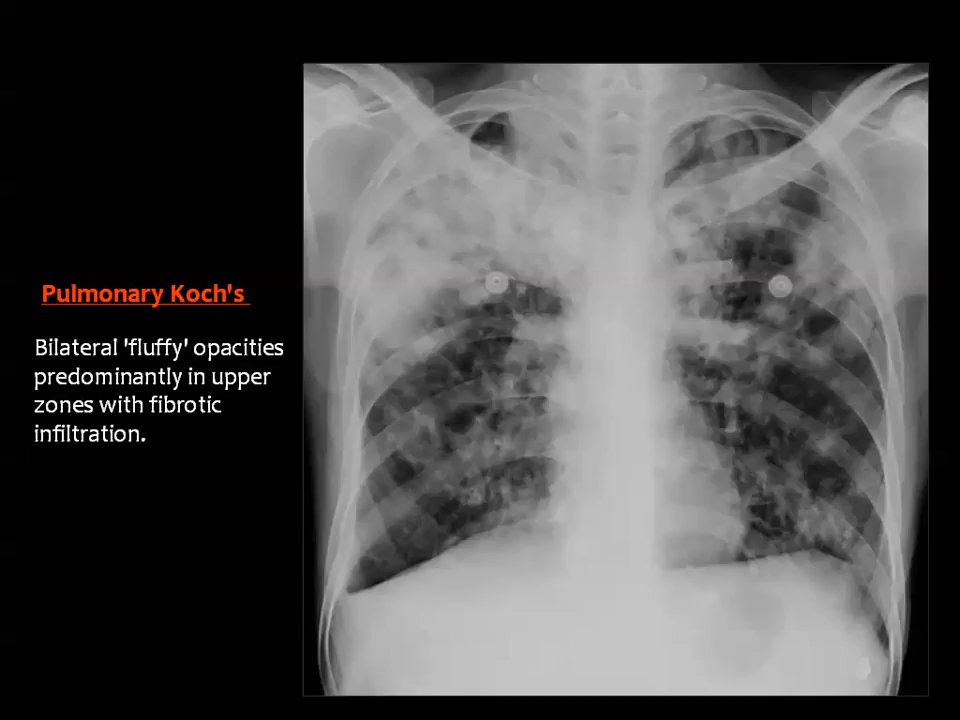 Pulmonary Koch's
Bilateral 'fluffy' opacities
predominantly in upper
zones with fibrotic
infiltration.